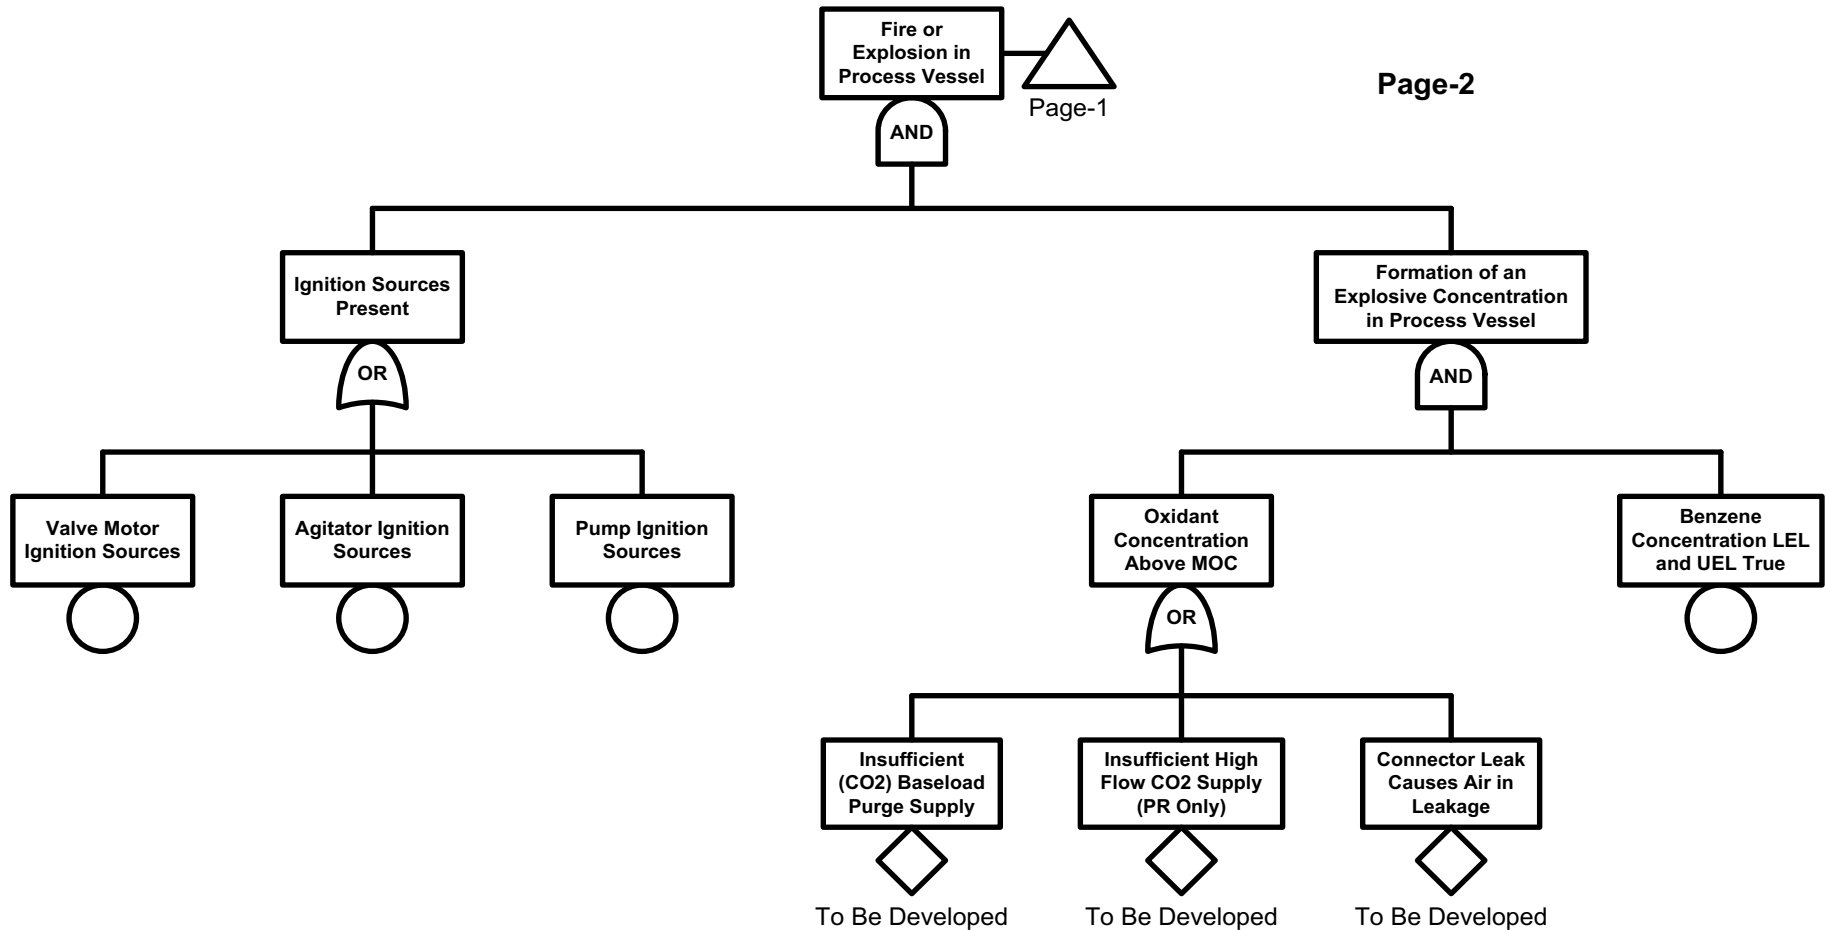 Fire or
Explosion in
Process Vessel
Page-1
Page-2
AND
Ignition Sources
Present
Formation of an
Explosive Concentration
in Process Vessel
OR
AND
Valve Motor
Ignition Sources
Agitator Ignition
Sources
Pump Ignition
Sources
Oxidant
Concentration
Above MOC
Benzene
Concentration LEL
and UEL True
OR
Insufficient
(CO2) Baseload
Purge Supply
Insufficient High
Flow CO2 Supply
(PR Only)
Connector Leak
Causes Air in
Leakage
To Be Developed
To Be Developed
To Be Developed